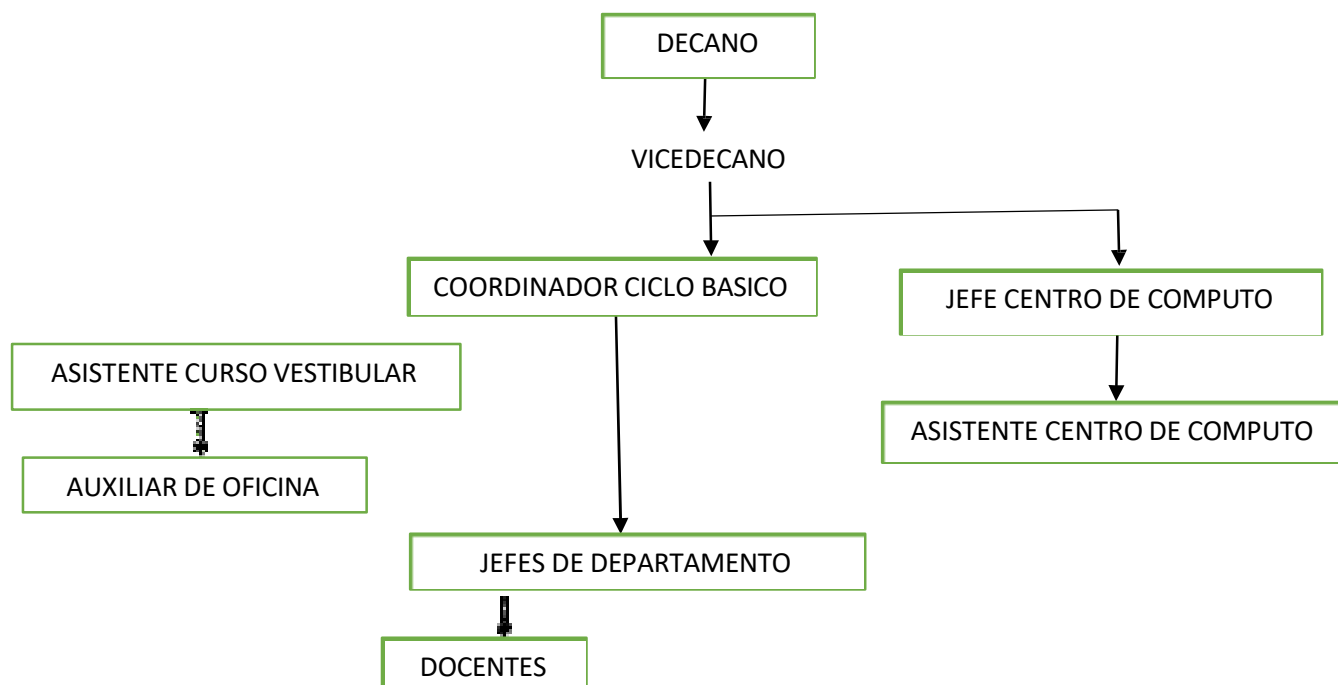 DECANO
VICEDECANO
COORDINADOR CICLO BASICO
JEFE CENTRO DE COMPUTO
ASISTENTE CURSO VESTIBULAR
ASISTENTE CENTRO DE COMPUTO
AUXILIAR DE OFICINA
JEFES DE DEPARTAMENTO
DOCENTES